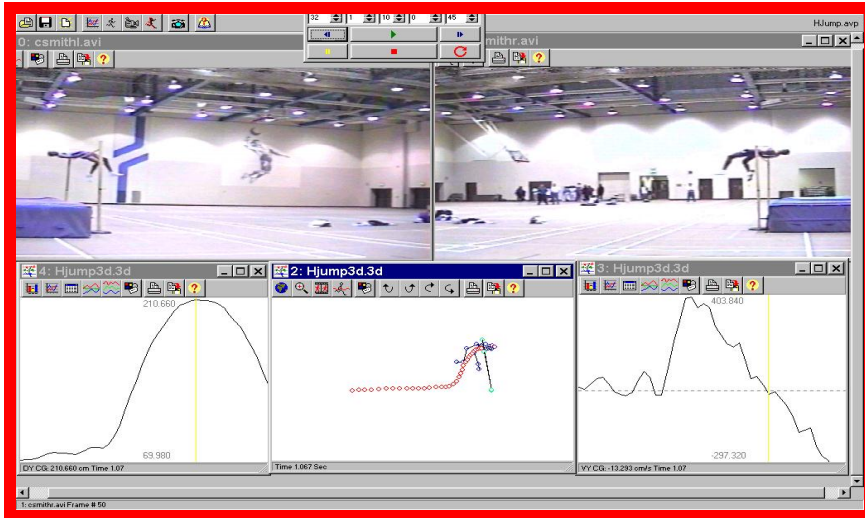 32 1 10 0 45
HJump.avp
0: csmithl.avi
smithr.avi
4: Hjump3d.3d
2: Hjump3d.3d
3: Hjump3d.3d
210.660
403.840
69.980
-297.320
DY CG: 210.660 cm Time 1.07
Time 1.067 Sec
VY CG: -13.293 cm/s Time 1.07
1: csmithr.avi Frame # 50